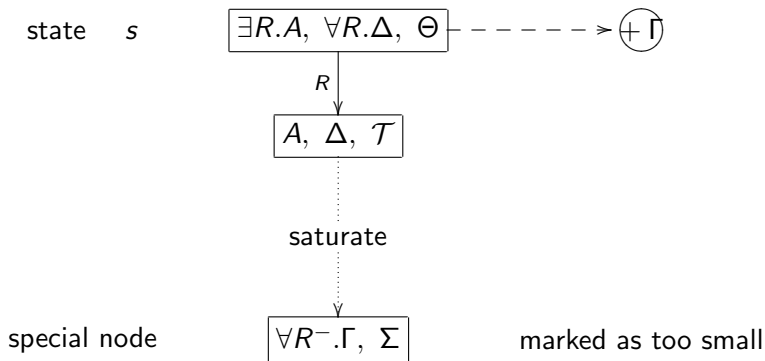 state s ∃R.A, ∀R.Δ, Θ + Γ
R
A, Δ, 𝒯
saturate
special node ∀R⁻.Γ, Σ marked as too small